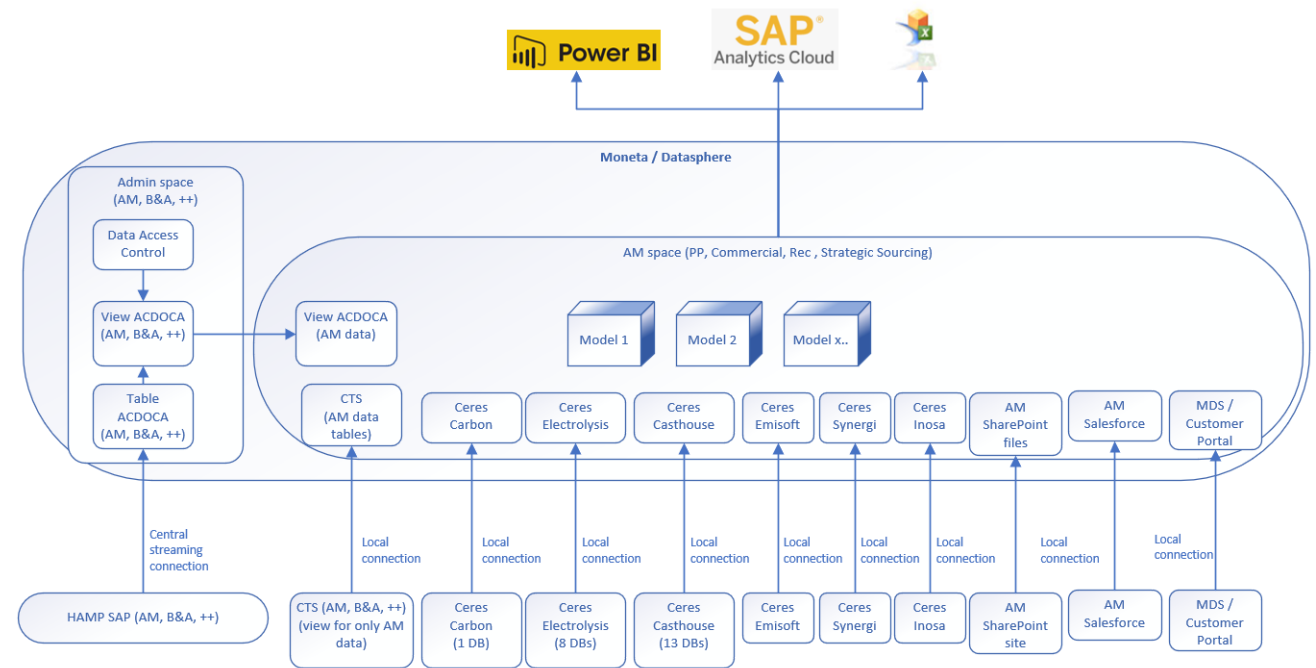 Power BI
SAP
Analytics Cloud
Moneta / Datasphere
Admin space
(AM, B&A, ++)
Data Access
Control
AM space (PP, Commercial, Rec , Strategic Sourcing)
View ACDOCA
(AM, B&A, ++)
View ACDOCA
(AM data)
Model 1
Model 2
Model x..
Table
ACDOCA
(AM, B&A, ++)
CTS
(AM data
tables)
Ceres
Carbon
Ceres
Electrolysis
Ceres
Casthouse
Ceres
Emisoft
Ceres
Synergi
Ceres
Inosa
AM
SharePoint
files
AM
Salesforce
MDS /
Customer
Portal
Central
streaming
connection
Local
connection
Local
connection
Local
connection
Local
connection
Local
connection
Local
connection
Local
connection
Local
connection
Local
connection
HAMP SAP (AM, B&A, ++)
CTS (AM, B&A, ++)
(view for only AM
data)
Ceres
Carbon
(1 DB)
Ceres
Electrolysis
(8 DBs)
Ceres
Casthouse
(13 DBs)
Ceres
Emisoft
Ceres
Synergi
Ceres
Inosa
AM
SharePoint
site
AM
Salesforce
MDS /
Customer
Portal